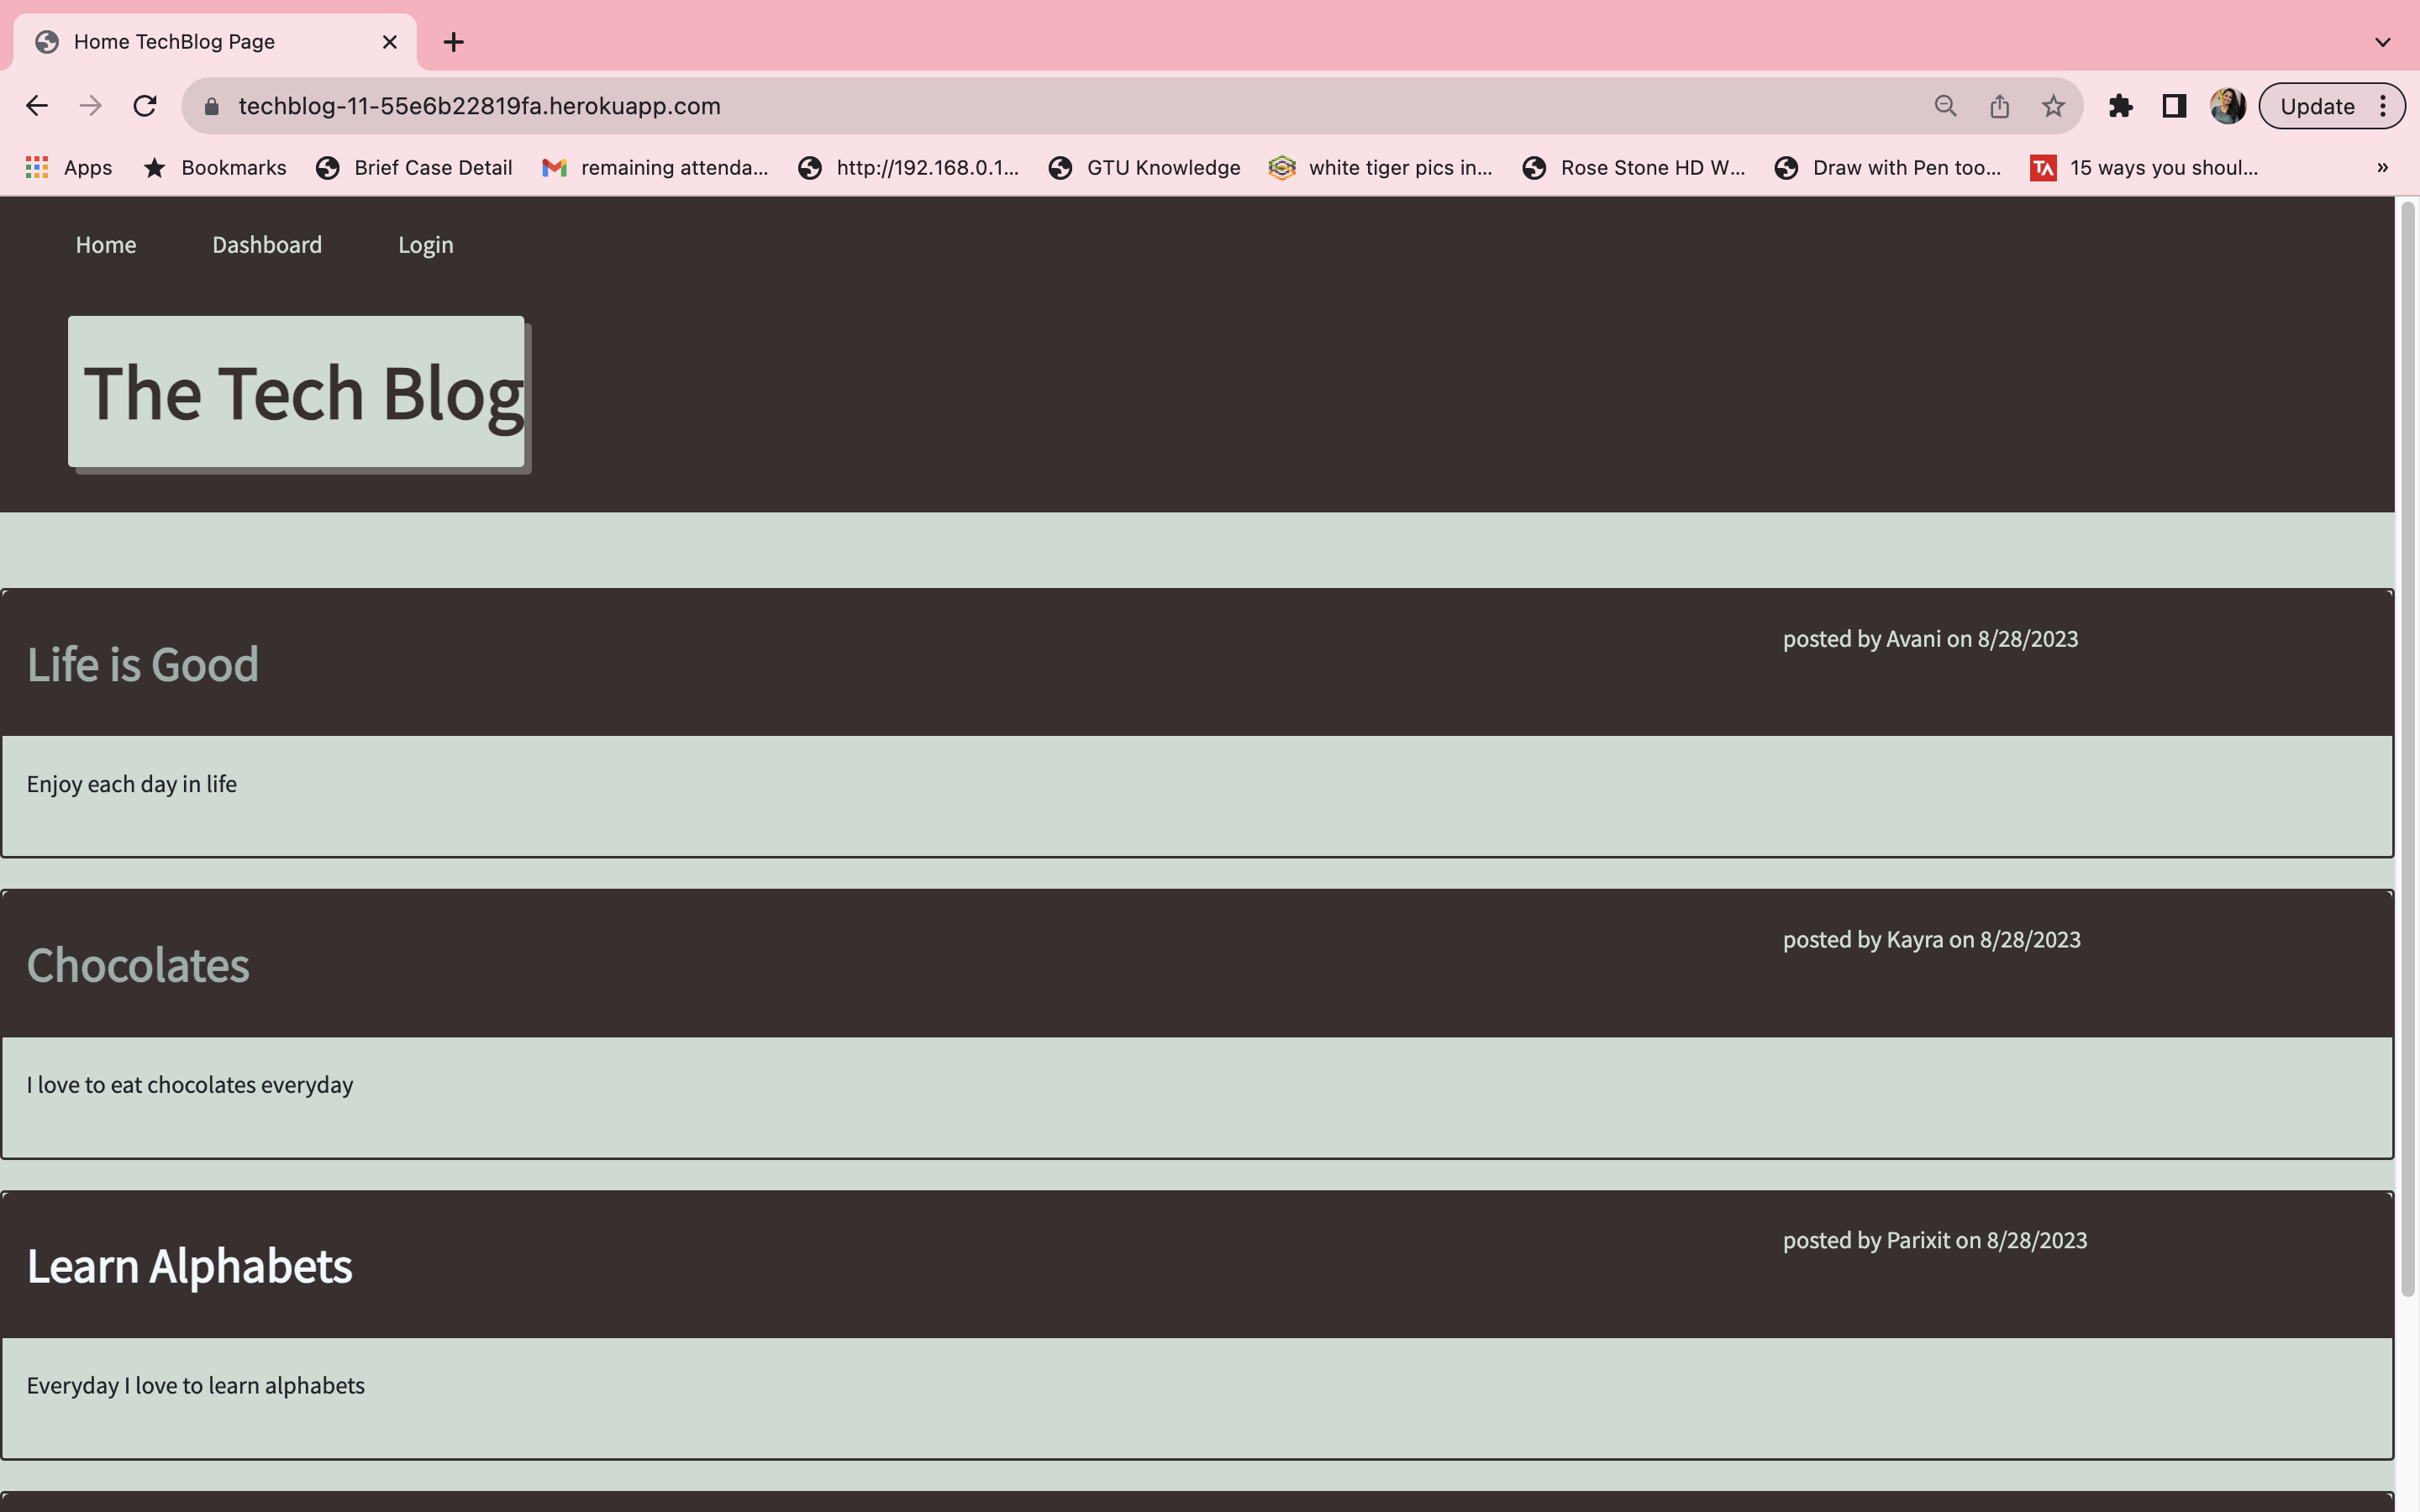 Home TechBlog Page
techblog-11-55e6b22819fa.herokuapp.com
Update
Apps Bookmarks Brief Case Detail remaining attenda... http://192.168.0.1... GTU Knowledge white tiger pics in... Rose Stone HD W... Draw with Pen too... TA 15 ways you shoul... »
Home Dashboard Login
The Tech Blog
Life is Good posted by Avani on 8/28/2023
Enjoy each day in life
Chocolates posted by Kayra on 8/28/2023
I love to eat chocolates everyday
Learn Alphabets posted by Parixit on 8/28/2023
Everyday I love to learn alphabets